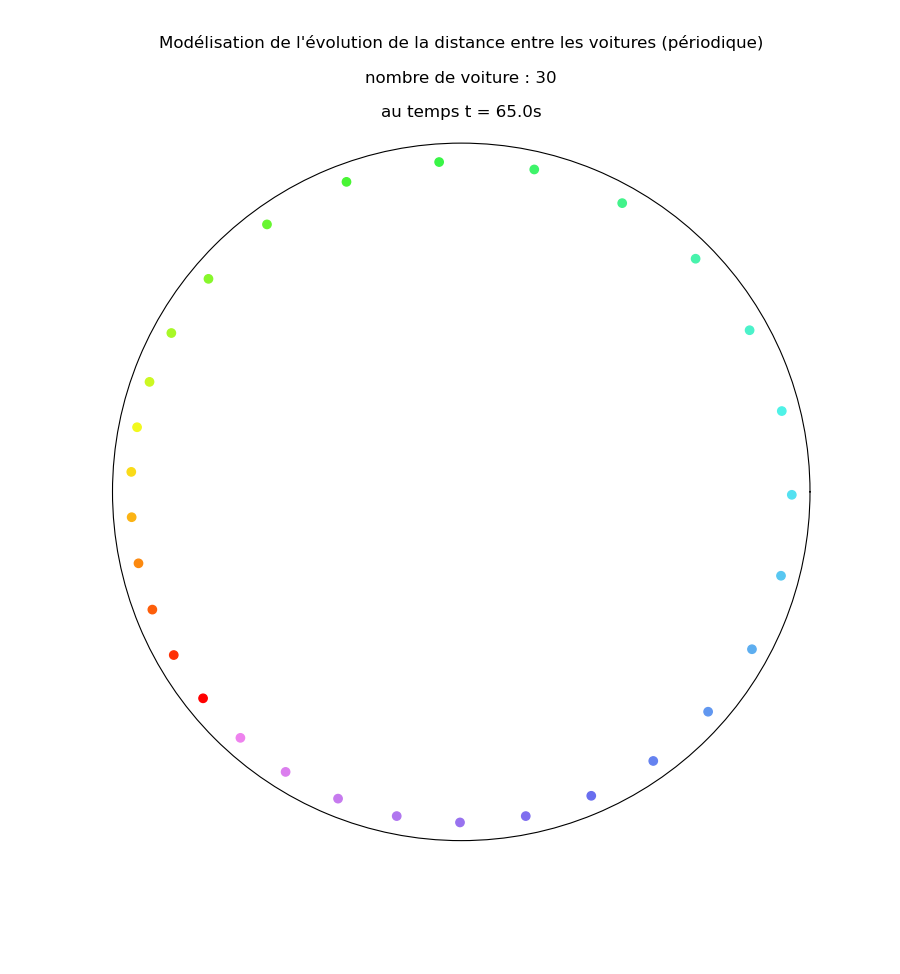 Modélisation de l'évolution de la distance entre les voitures (périodique)
nombre de voiture : 30
au temps t = 65.0s